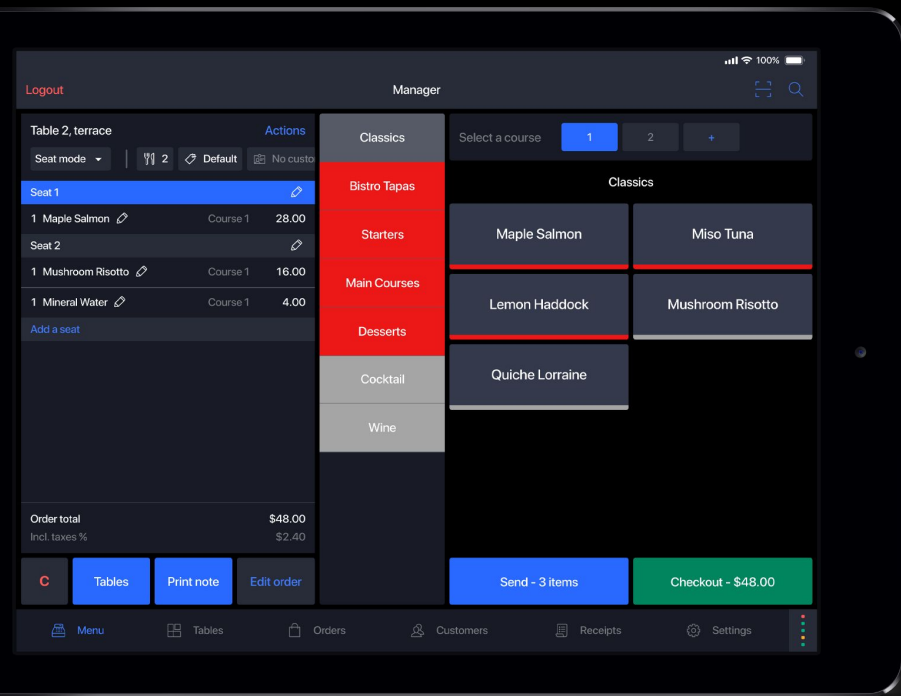 100%
Logout
Manager
Table 2, terrace
Actions
Seat mode
2
Default
No custo
Seat 1
1 Maple Salmon
Course 1
28.00
Seat 2
1 Mushroom Risotto
Course 1
16.00
1 Mineral Water
Course 1
4.00
Add a seat
Order total
$48.00
Incl. taxes %
$2.40
C
Tables
Print note
Edit order
Classics
Bistro Tapas
Starters
Main Courses
Desserts
Cocktail
Wine
Select a course
1
2
+
Classics
Maple Salmon
Miso Tuna
Lemon Haddock
Mushroom Risotto
Quiche Lorraine
Send - 3 items
Checkout - $48.00
Menu
Tables
Orders
Customers
Receipts
Settings